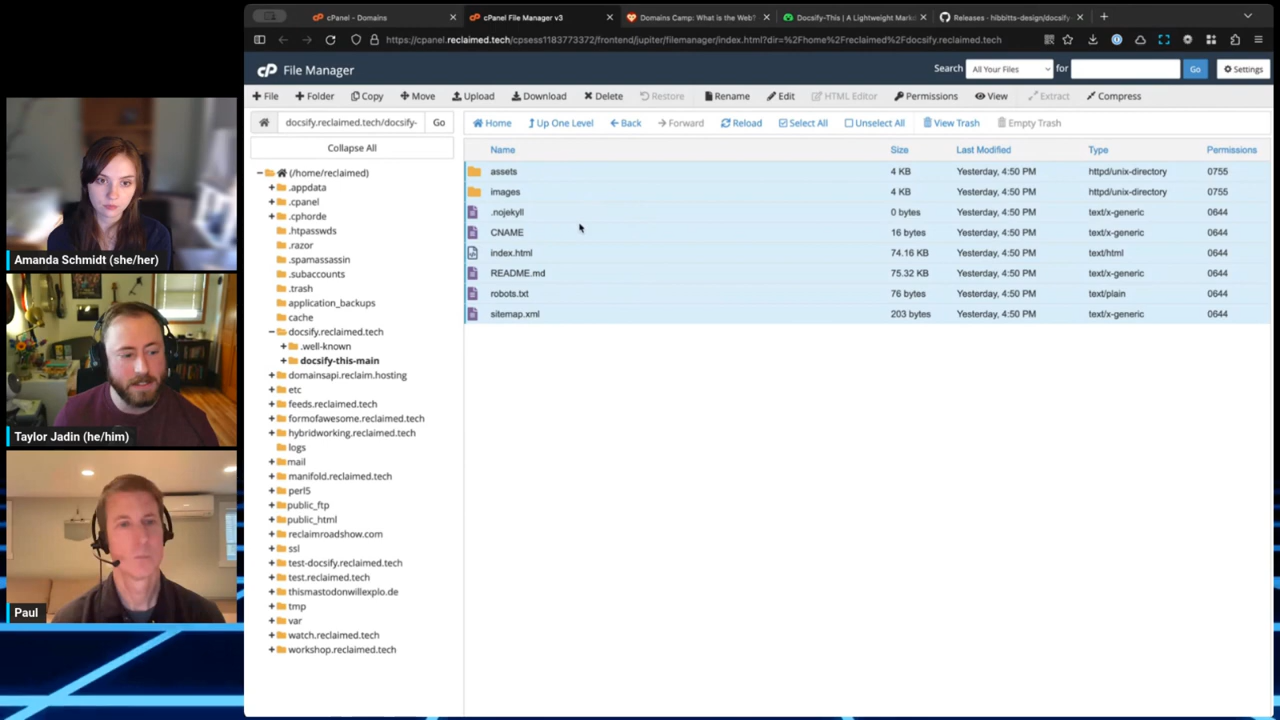 cPanel - Domains
cPanel File Manager v3
Domains Camp: What is the Web?
Docsify-This | A Lightweight Mark
Releases · hibbitts-design/docsify
https://cpanel.reclaimed.tech/cpsess1183773372/frontend/jupiter/filemanager/index.html?dir=%2Fhome%2Freclaimed%2Fdocsify.reclaimed.tech
cP File Manager
Search All Your Files for Go Settings
File Folder Copy Move Upload Download Delete Restore Rename Edit HTML Editor Permissions View Extract Compress
docsify.reclaimed.tech/docsify- Go
Home Up One Level Back Forward Reload Select All Unselect All View Trash Empty Trash
Collapse All
(/home/reclaimed)
.appdata
.cpanel
.cphorde
.htpasswds
.razor
.spamassassin
.subaccounts
.trash
application_backups
cache
docsify.reclaimed.tech
.well-known
docsify-this-main
domainsapi.reclaim.hosting
etc
feeds.reclaimed.tech
formofawesome.reclaimed.tech
hybridworking.reclaimed.tech
logs
mail
manifold.reclaimed.tech
perl5
public_ftp
public_html
reclaimroadshow.com
ssl
test-docsify.reclaimed.tech
test.reclaimed.tech
thismastodonwillexplo.de
tmp
var
watch.reclaimed.tech
workshop.reclaimed.tech
Name Size Last Modified Type Permissions
assets 4 KB Yesterday, 4:50 PM httpd/unix-directory 0755
images 4 KB Yesterday, 4:50 PM httpd/unix-directory 0755
.nojekyll 0 bytes Yesterday, 4:50 PM text/x-generic 0644
CNAME 16 bytes Yesterday, 4:50 PM text/x-generic 0644
index.html 74.16 KB Yesterday, 4:50 PM text/html 0644
README.md 75.32 KB Yesterday, 4:50 PM text/x-generic 0644
robots.txt 76 bytes Yesterday, 4:50 PM text/plain 0644
sitemap.xml 203 bytes Yesterday, 4:50 PM text/x-generic 0644
Amanda Schmidt (she/her)
Taylor Jadin (he/him)
Paul